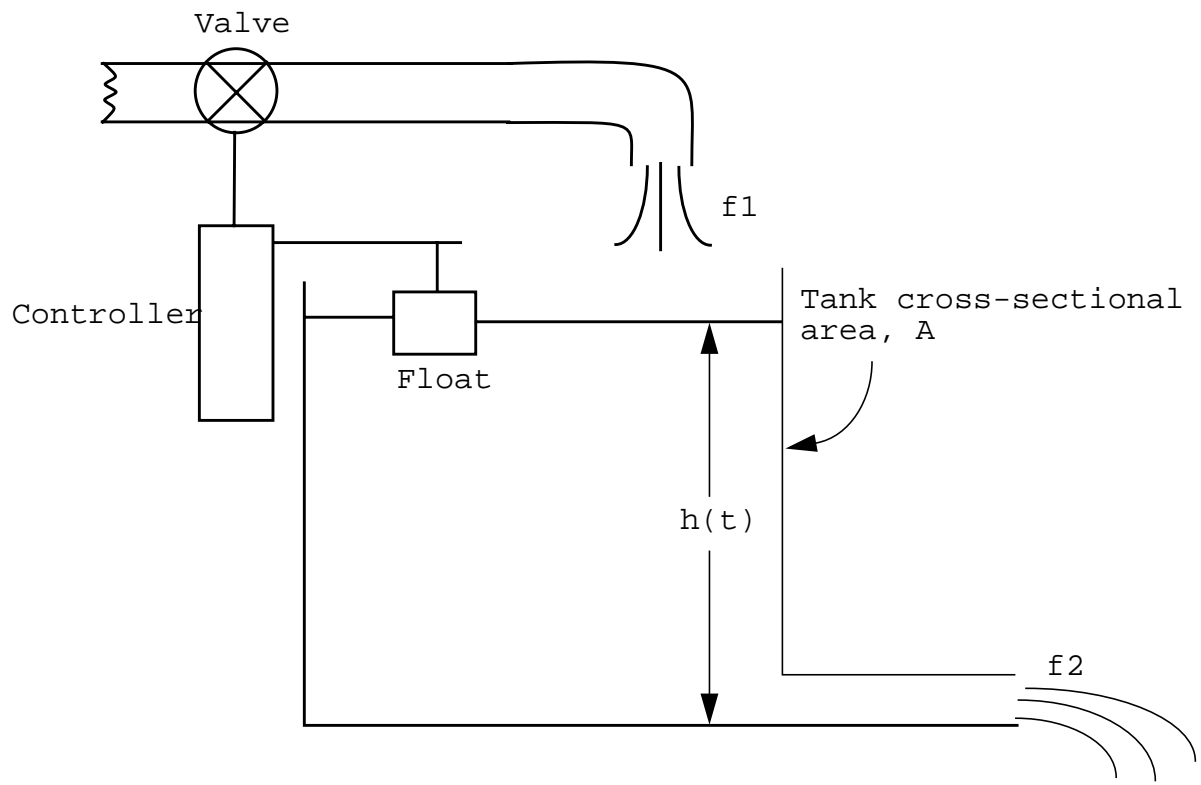 Valve
f1
Controller
Tank cross-sectional
area, A
Float
h(t)
f2